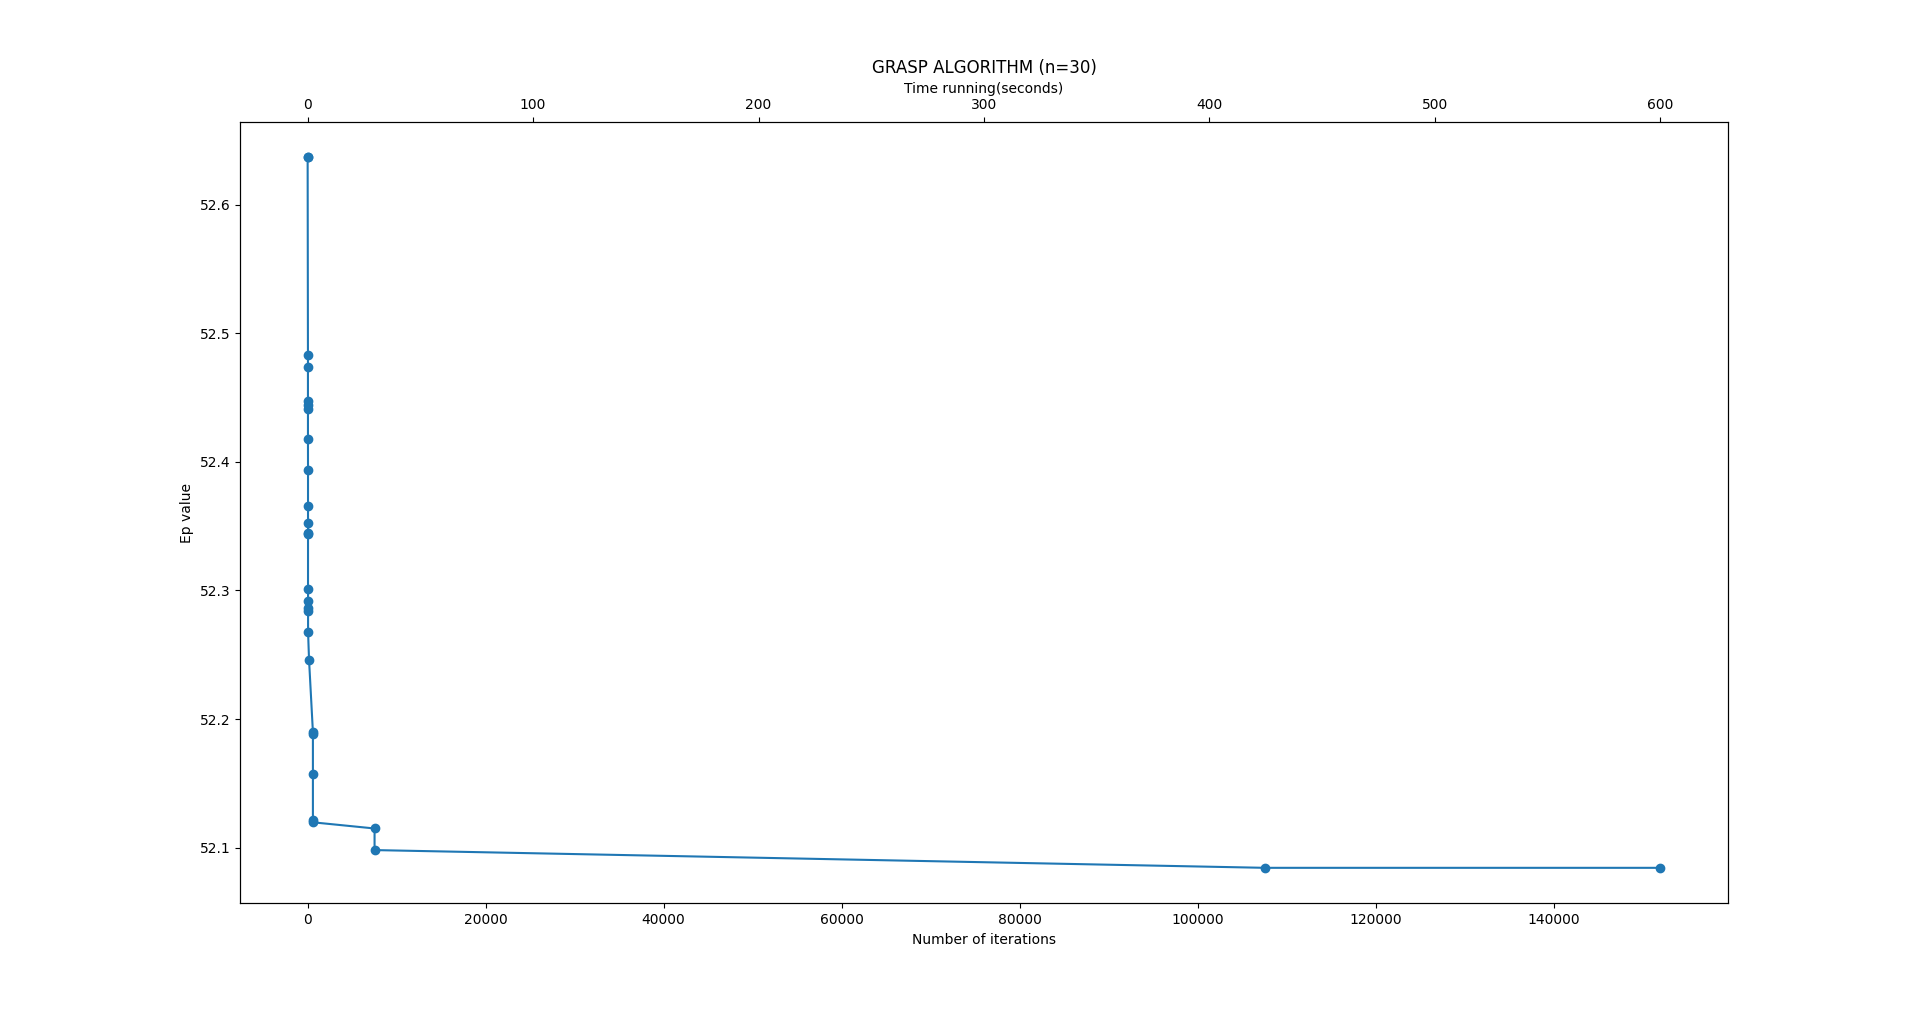 GRASP ALGORITHM (n=30)
Time running(seconds)
0 100 200 300 400 500 600
52.6
52.5
52.4
52.3
52.2
52.1
Ep value
0 20000 40000 60000 80000 100000 120000 140000
Number of iterations